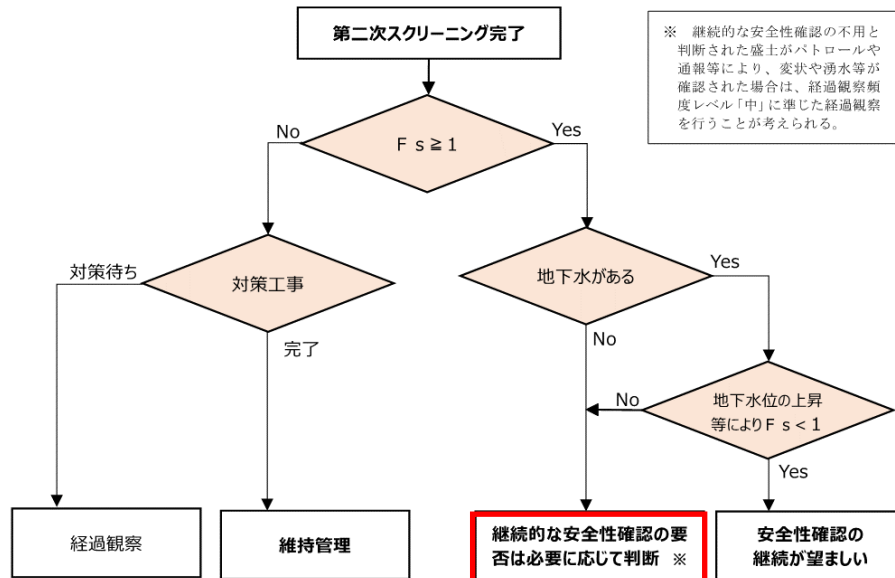 第二次スクリーニング完了
※ 継続的な安全性確認の不用と
判断された盛土がパトロールや
通報等により、変状や湧水等が
確認された場合は、経過観察頻
度レベル「中」に準じた経過観察
を行うことが考えられる。
No
Yes
Ｆｓ≧1
対策待ち
対策工事
地下水がある
Yes
完了
No
No
地下水位の上昇
等によりＦｓ<1
Yes
経過観察
維持管理
継続的な安全性確認の要
否は必要に応じて判断 ※
安全性確認の
継続が望ましい